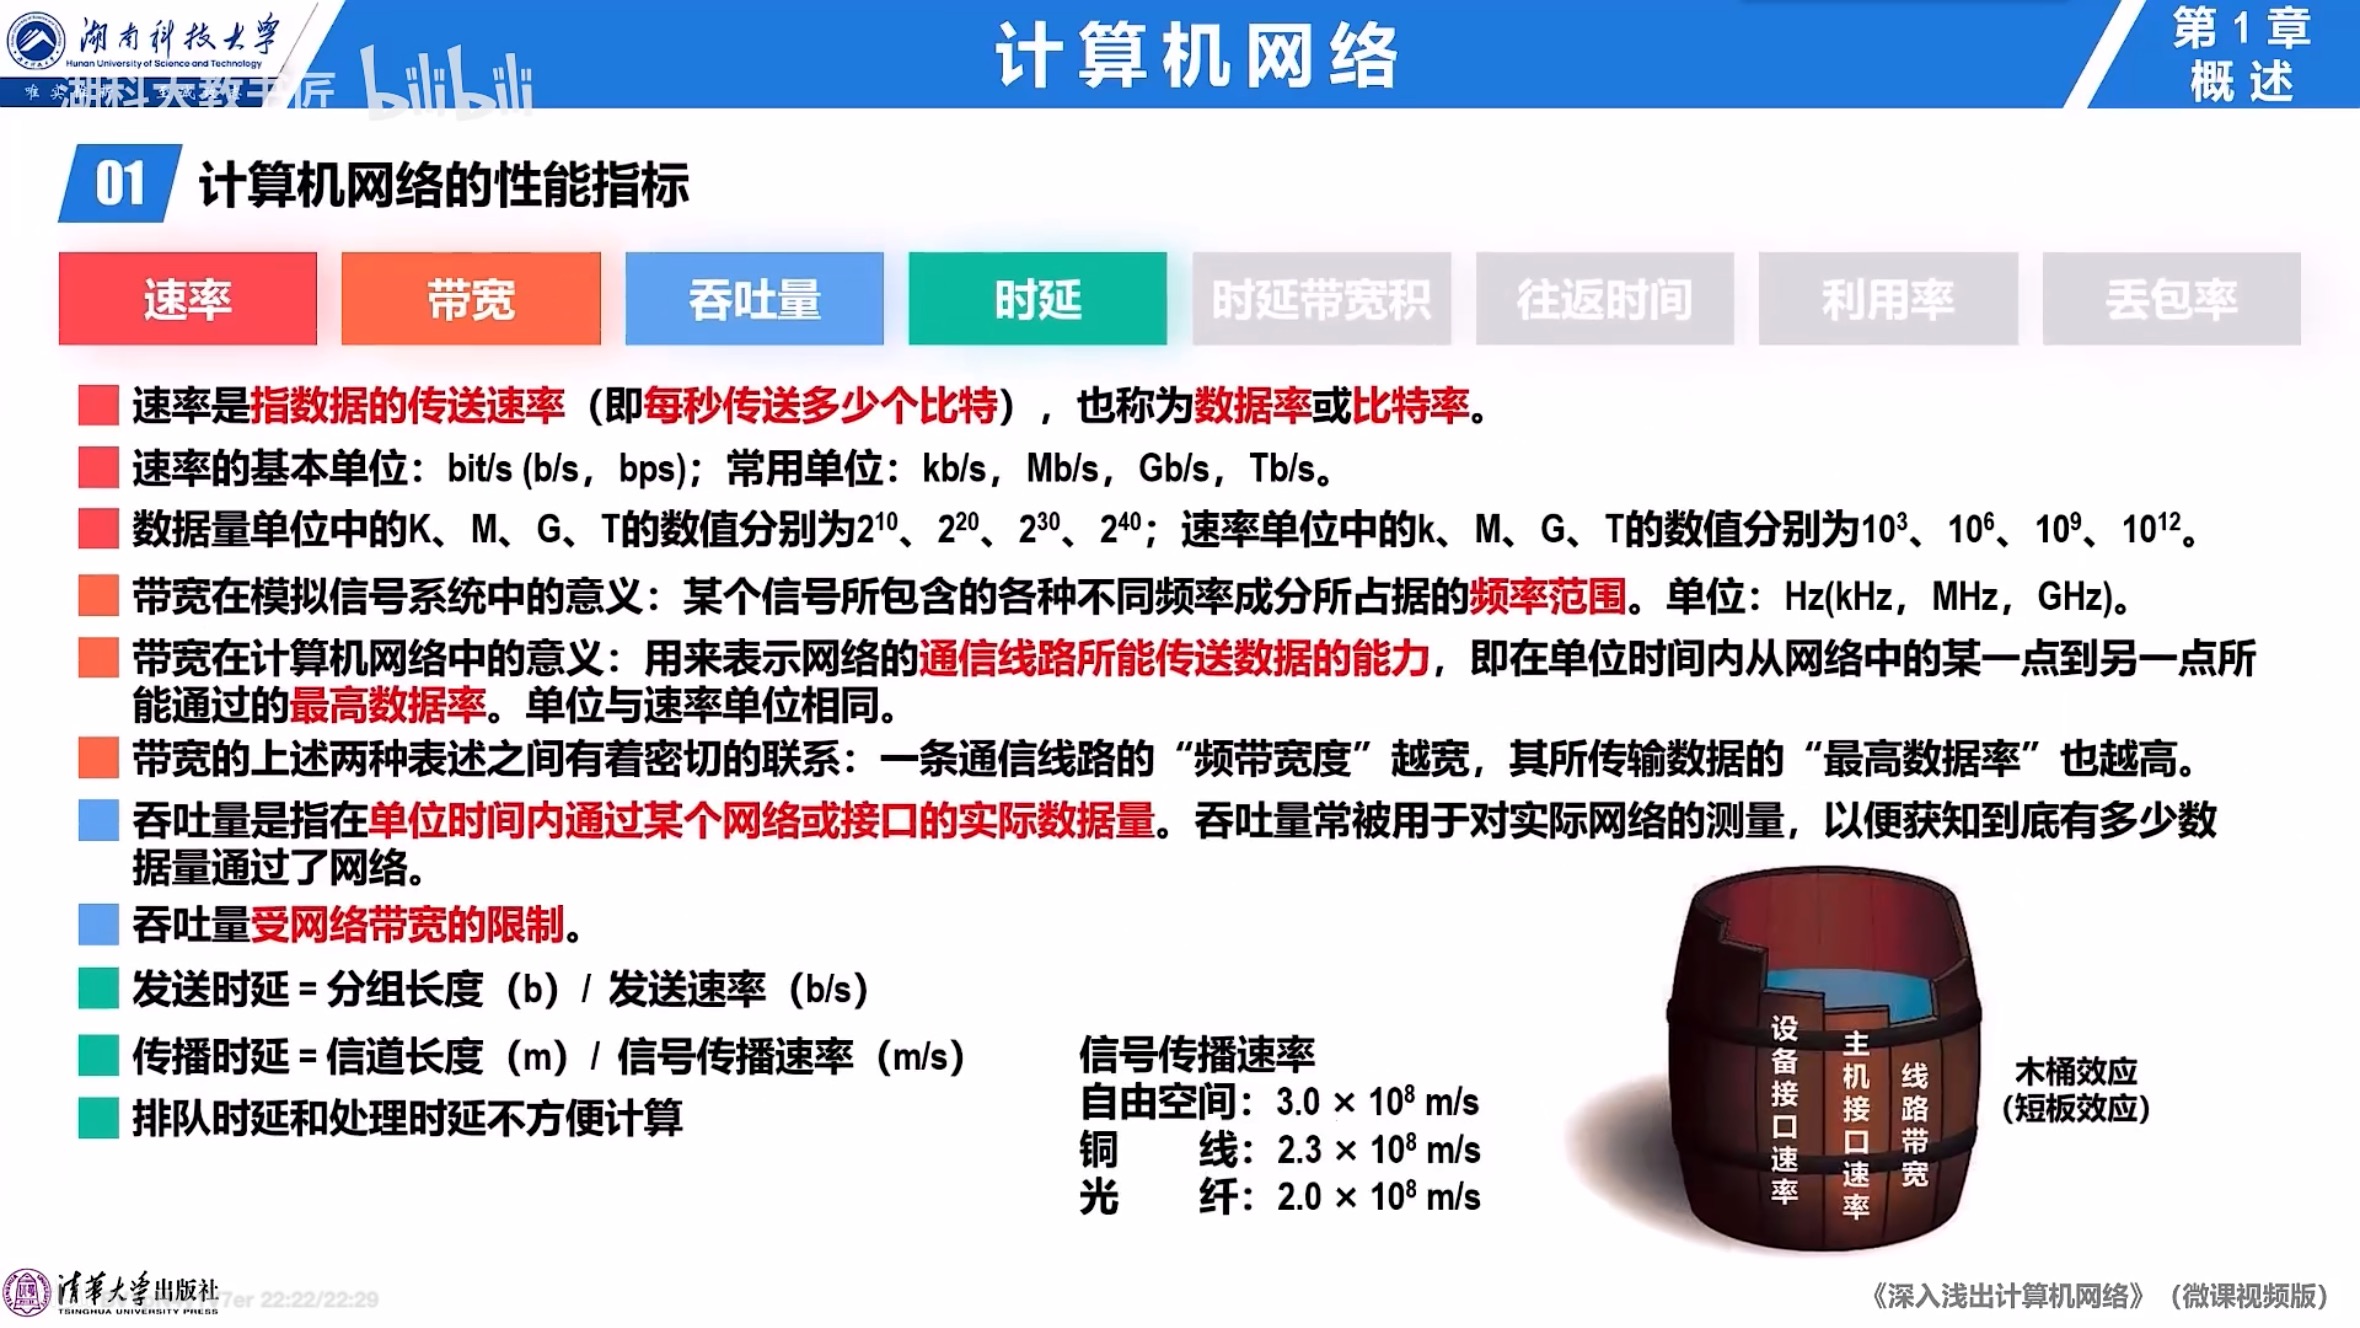 湖南科技大学
Hunan University of Science and Technology
湖科大教书匠 bilibili
计算机网络
第1章
概述
01 计算机网络的性能指标
速率 带宽 吞吐量 时延 时延带宽积 往返时间 利用率 丢包率
速率是指数据的传送速率（即每秒传送多少个比特），也称为数据率或比特率。
速率的基本单位：bit/s (b/s，bps)；常用单位：kb/s，Mb/s，Gb/s，Tb/s。
数据量单位中的K、M、G、T的数值分别为2¹⁰、2²⁰、2³⁰、2⁴⁰；速率单位中的k、M、G、T的数值分别为10³、10⁶、10⁹、10¹²。
带宽在模拟信号系统中的意义：某个信号所包含的各种不同频率成分所占据的频率范围。单位：Hz(kHz，MHz，GHz)。
带宽在计算机网络中的意义：用来表示网络的通信线路所能传送数据的能力，即在单位时间内从网络中的某一点到另一点所
能通过的最高数据率。单位与速率单位相同。
带宽的上述两种表述之间有着密切的联系：一条通信线路的“频带宽度”越宽，其所传输数据的“最高数据率”也越高。
吞吐量是指在单位时间内通过某个网络或接口的实际数据量。吞吐量常被用于对实际网络的测量，以便获知到底有多少数
据量通过了网络。
吞吐量受网络带宽的限制。
发送时延 = 分组长度（b）/ 发送速率（b/s）
传播时延 = 信道长度（m）/ 信号传播速率（m/s）
排队时延和处理时延不方便计算
信号传播速率
自由空间：3.0 × 10⁸ m/s
铜 线：2.3 × 10⁸ m/s
光 纤：2.0 × 10⁸ m/s
设备接口速率
主机接口速率
线路带宽
木桶效应
(短板效应)
清华大学出版社
TSINGHUA UNIVERSITY PRESS
22:22/22:29
《深入浅出计算机网络》（微课视频版）